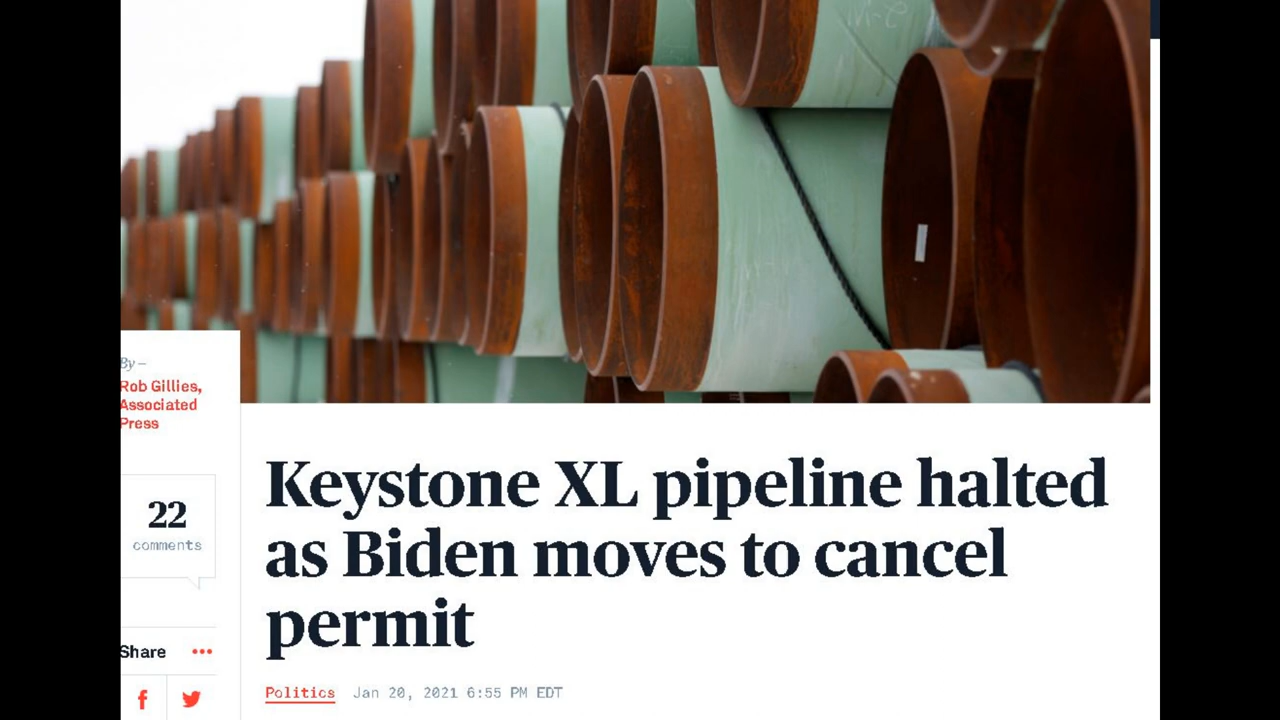 By —
Rob Gillies,
Associated
Press
22
comments
Share
Keystone XL pipeline halted
as Biden moves to cancel
permit
Politics Jan 20, 2021 6:55 PM EDT